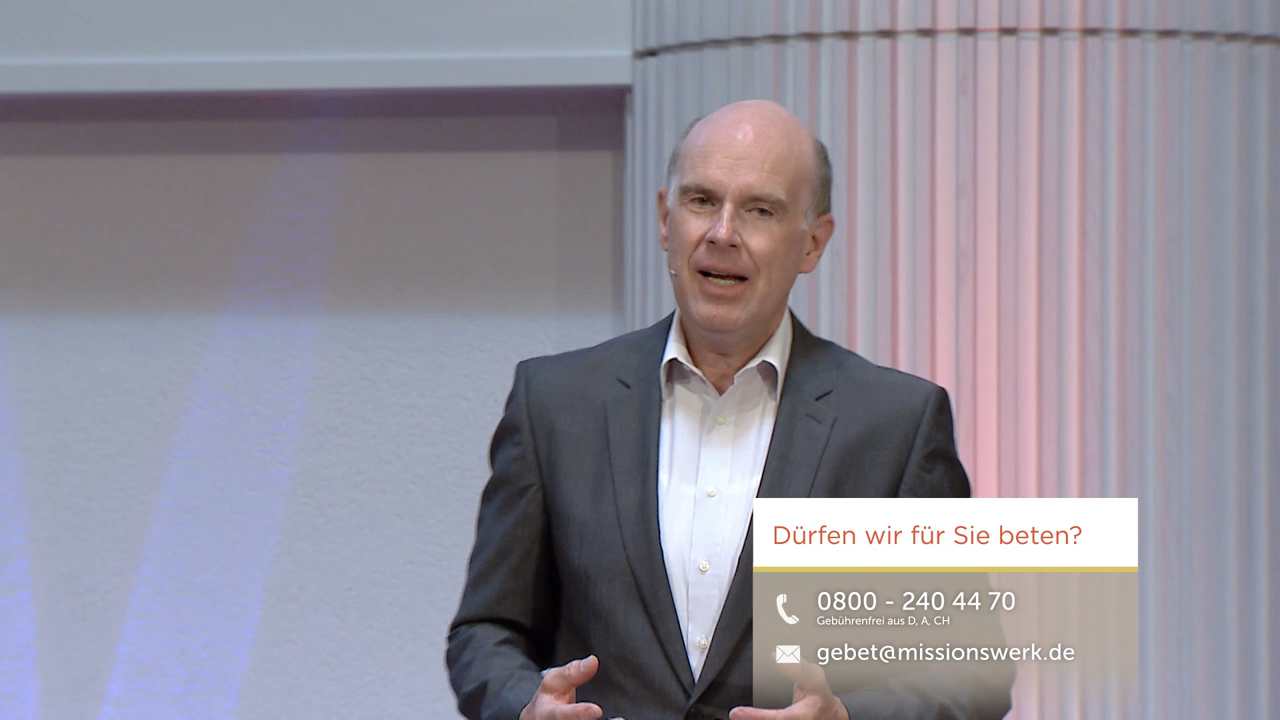 Dürfen wir für Sie beten?
0800 - 240 44 70
Gebührenfrei aus D, A, CH
gebet@missionswerk.de